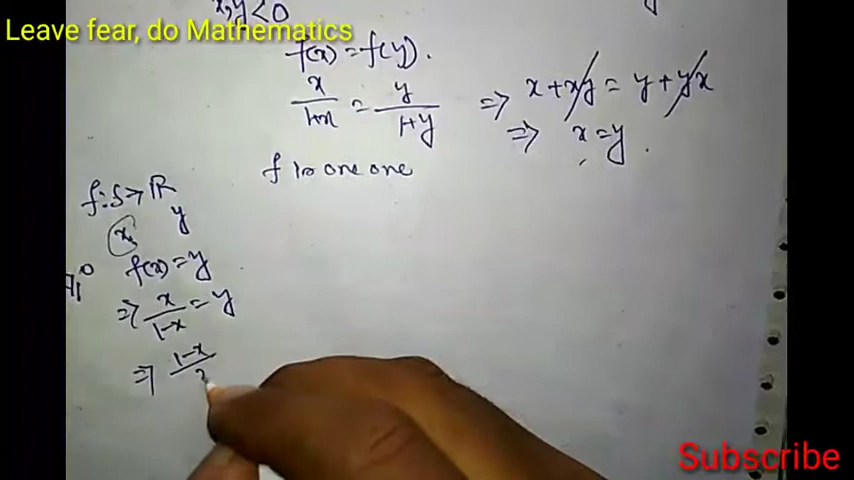 x,y < 0
Leave fear, do Mathematics
f(x) = f(y).
x/1+x = y/1+y ⇒ x + xy = y + yx
⇒ x = y.
f is one one
f: S → R
x, y
f(x) = y
⇒ x/1-x = y
⇒ 1-x/
Subscribe